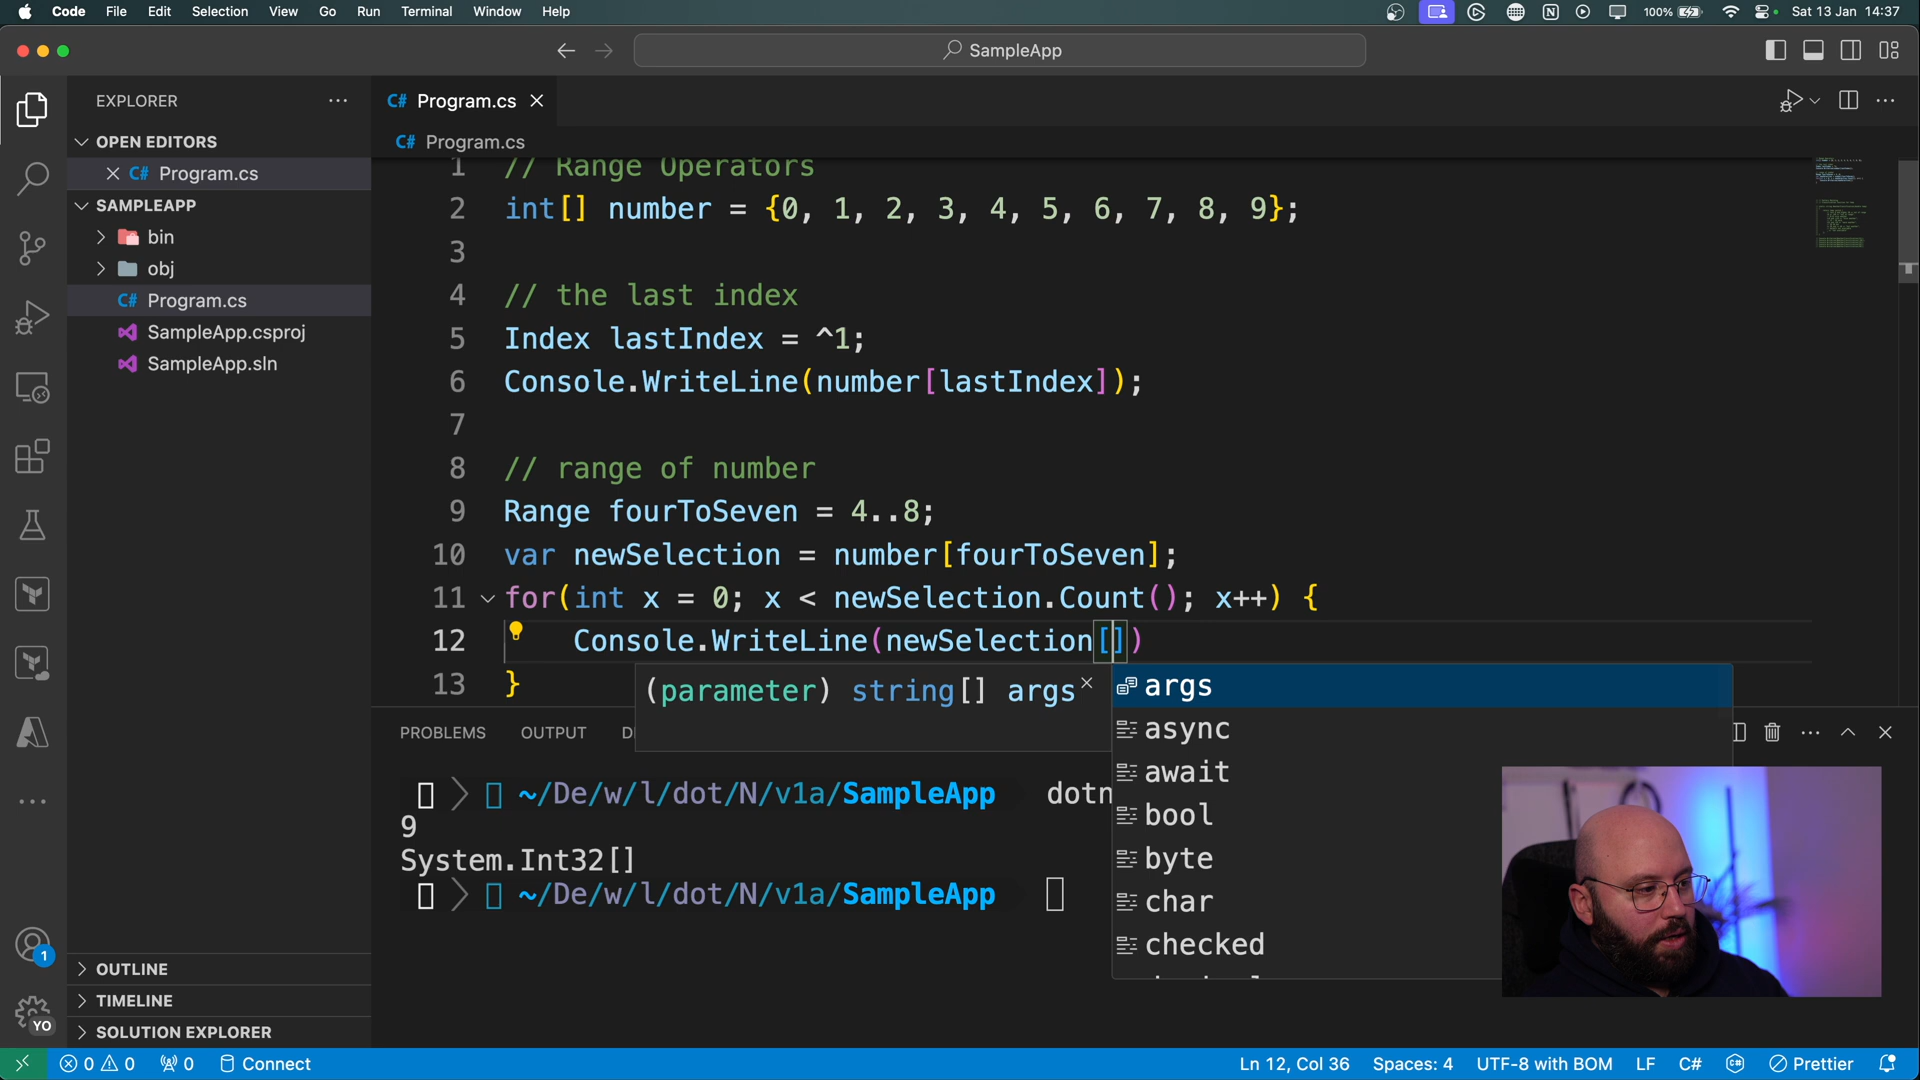 Code File Edit Selection View Go Run Terminal Window Help
100% Sat 13 Jan 14:37
SampleApp
EXPLORER
OPEN EDITORS
C# Program.cs
SAMPLEAPP
bin
obj
C# Program.cs
SampleApp.csproj
SampleApp.sln
OUTLINE
TIMELINE
SOLUTION EXPLORER
1
YO
C# Program.cs
C# Program.cs
1 // Range Operators
2 int[] number = {0, 1, 2, 3, 4, 5, 6, 7, 8, 9};
3
4 // the last index
5 Index lastIndex = ^1;
6 Console.WriteLine(number[lastIndex]);
7
8 // range of number
9 Range fourToSeven = 4..8;
10 var newSelection = number[fourToSeven];
11 for(int x = 0; x < newSelection.Count(); x++) {
12 Console.WriteLine(newSelection[])
13 }
(parameter) string[] args
args
async
await
bool
byte
char
checked
PROBLEMS OUTPUT D
~/De/w/l/dot/N/v1a/SampleApp dotn
9
System.Int32[]
~/De/w/l/dot/N/v1a/SampleApp
0 0 0 Connect
Ln 12, Col 36 Spaces: 4 UTF-8 with BOM LF C# Prettier